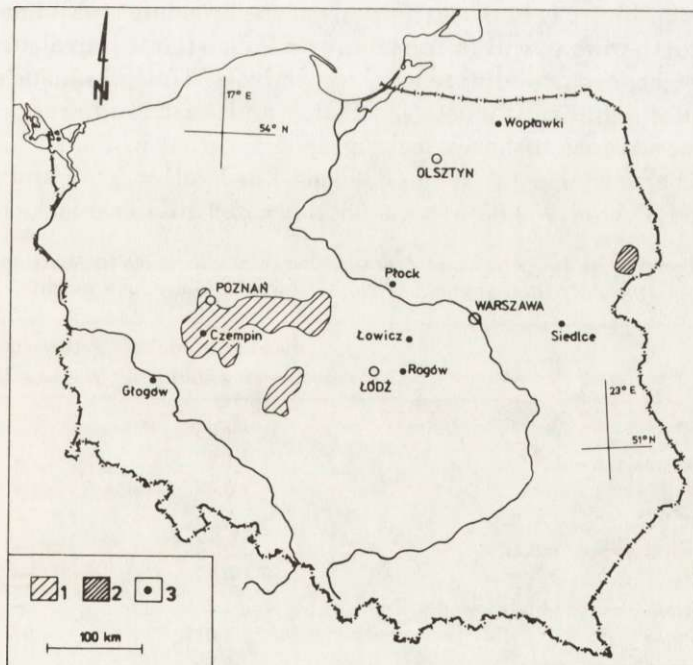 N
17° E
54° N
Wopławki
OLSZTYN
Płock
POZNAŃ
WARSZAWA
Czempin
Łowicz
Siedlce
Rogów
ŁÓDŹ
Głogów
23° E
51° N
1
2
3
100 km